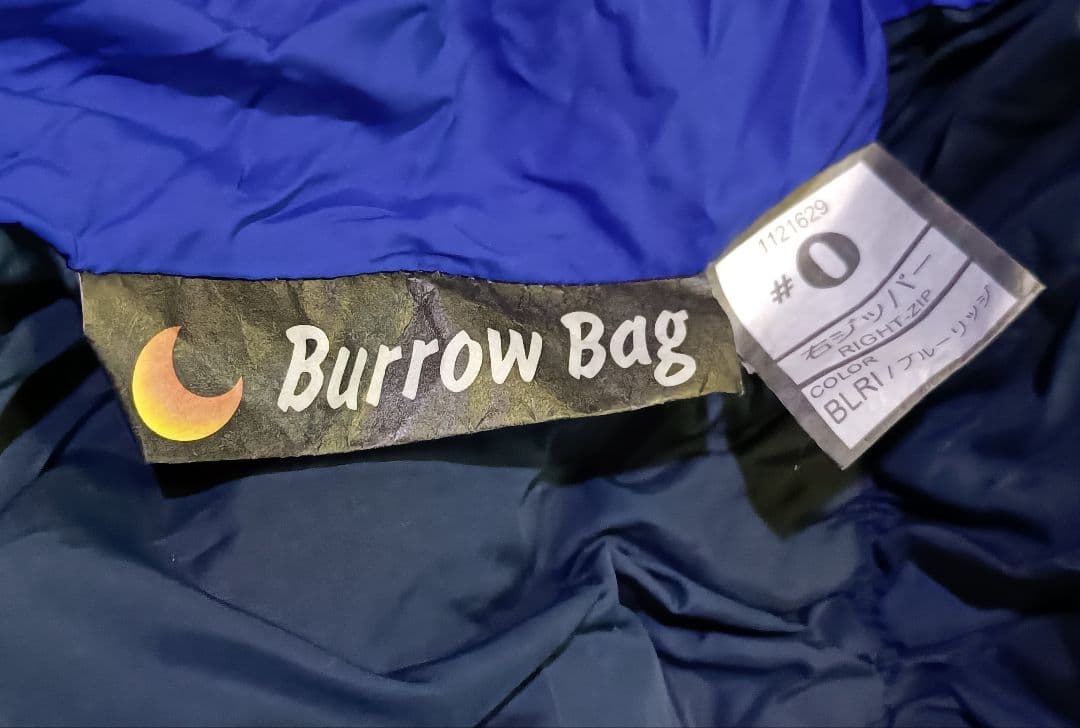 Burrow Bag
1121629
#0
右ジッパー
RIGHT-ZIP
COLOR
BLRI / ブルーリッジ